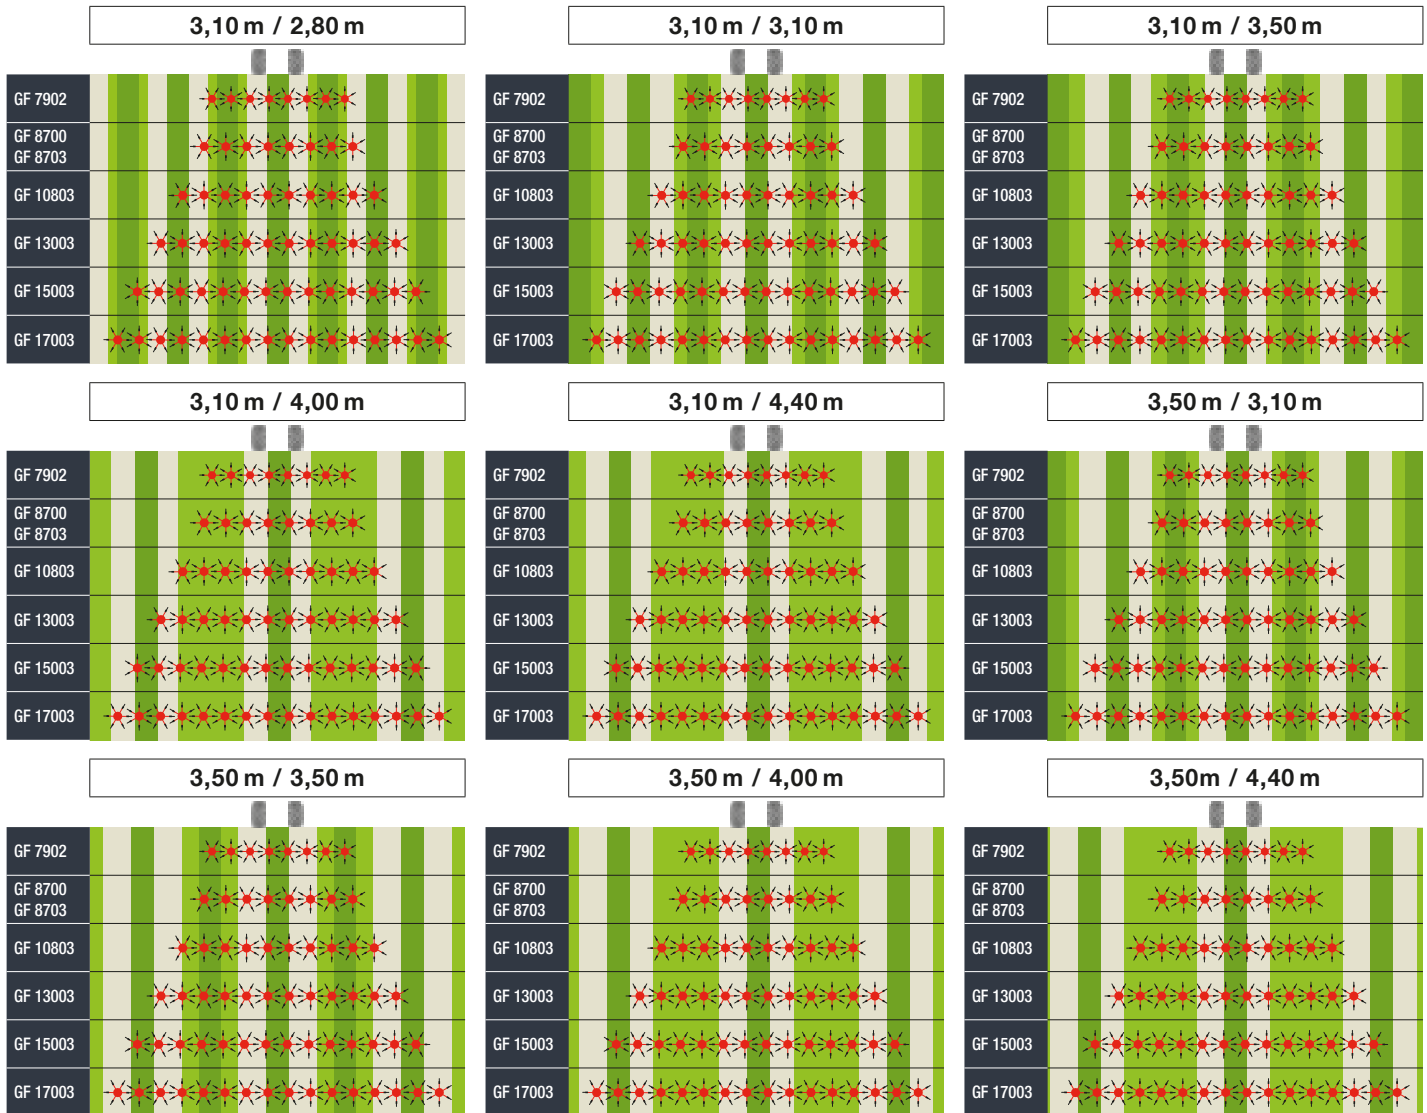 3,10 m / 2,80 m
GF 7902
GF 8700
GF 8703
GF 10803
GF 13003
GF 15003
GF 17003
3,10 m / 3,10 m
GF 7902
GF 8700
GF 8703
GF 10803
GF 13003
GF 15003
GF 17003
3,10 m / 3,50 m
GF 7902
GF 8700
GF 8703
GF 10803
GF 13003
GF 15003
GF 17003
3,10 m / 4,00 m
GF 7902
GF 8700
GF 8703
GF 10803
GF 13003
GF 15003
GF 17003
3,10 m / 4,40 m
GF 7902
GF 8700
GF 8703
GF 10803
GF 13003
GF 15003
GF 17003
3,50 m / 3,10 m
GF 7902
GF 8700
GF 8703
GF 10803
GF 13003
GF 15003
GF 17003
3,50 m / 3,50 m
GF 7902
GF 8700
GF 8703
GF 10803
GF 13003
GF 15003
GF 17003
3,50 m / 4,00 m
GF 7902
GF 8700
GF 8703
GF 10803
GF 13003
GF 15003
GF 17003
3,50m / 4,40 m
GF 7902
GF 8700
GF 8703
GF 10803
GF 13003
GF 15003
GF 17003